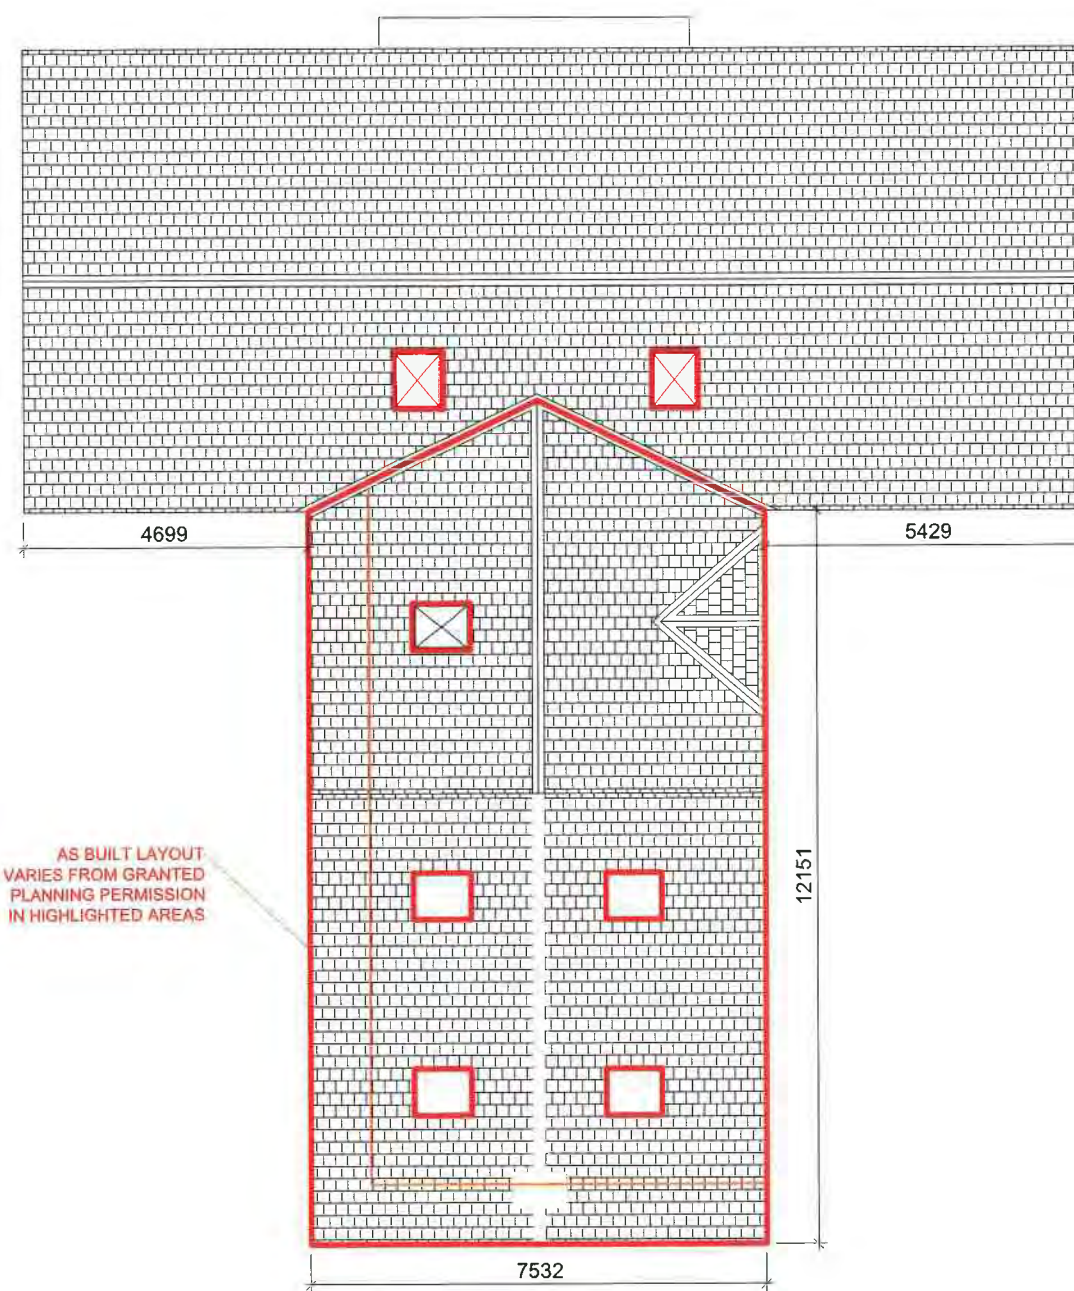 4699
5429
AS BUILT LAYOUT
VARIES FROM GRANTED
PLANNING PERMISSION
IN HIGHLIGHTED AREAS
12151
7532